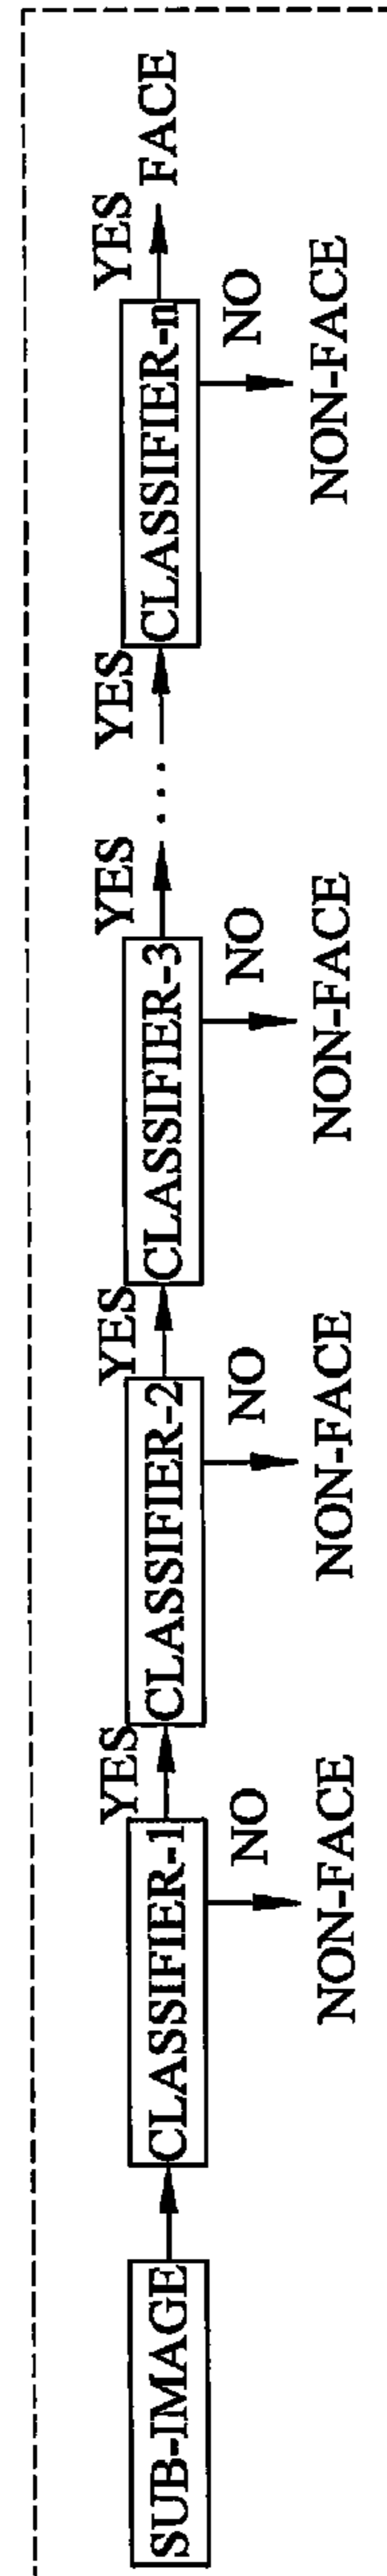 SUB-IMAGE
CLASSIFIER-1
YES
NO
NON-FACE
CLASSIFIER-2
YES
NO
NON-FACE
CLASSIFIER-3
YES
NO
NON-FACE
...
YES
CLASSIFIER-n
YES
FACE
NO
NON-FACE